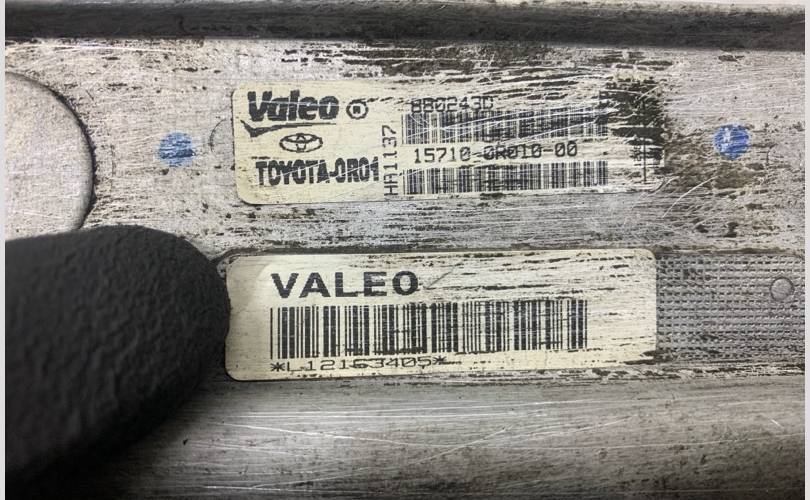 Valeo
880243D
HA1137
15710-0R010-00
TOYOTA-0R01
VALEO
*L12163405*